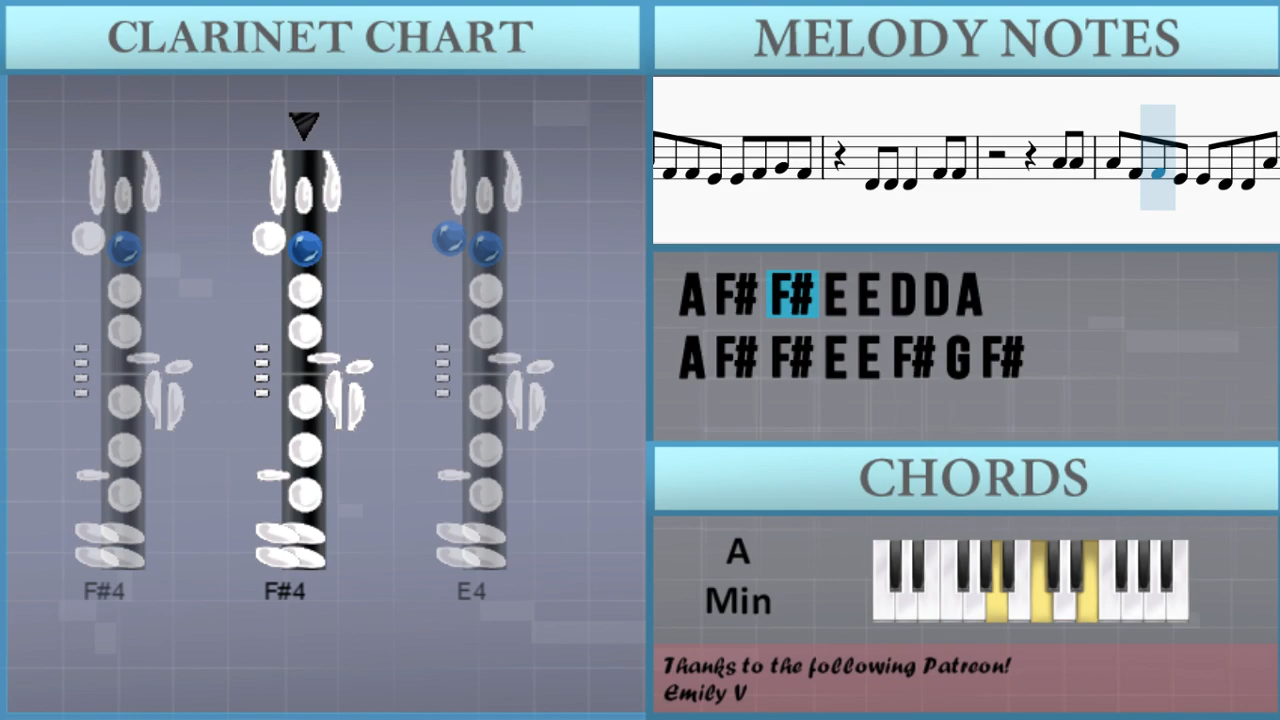 CLARINET CHART
F#4 F#4 E4
MELODY NOTES
A F# F# E E D D A
A F# F# E E F# G F#
CHORDS
A
Min
Thanks to the following Patreon!
Emily V